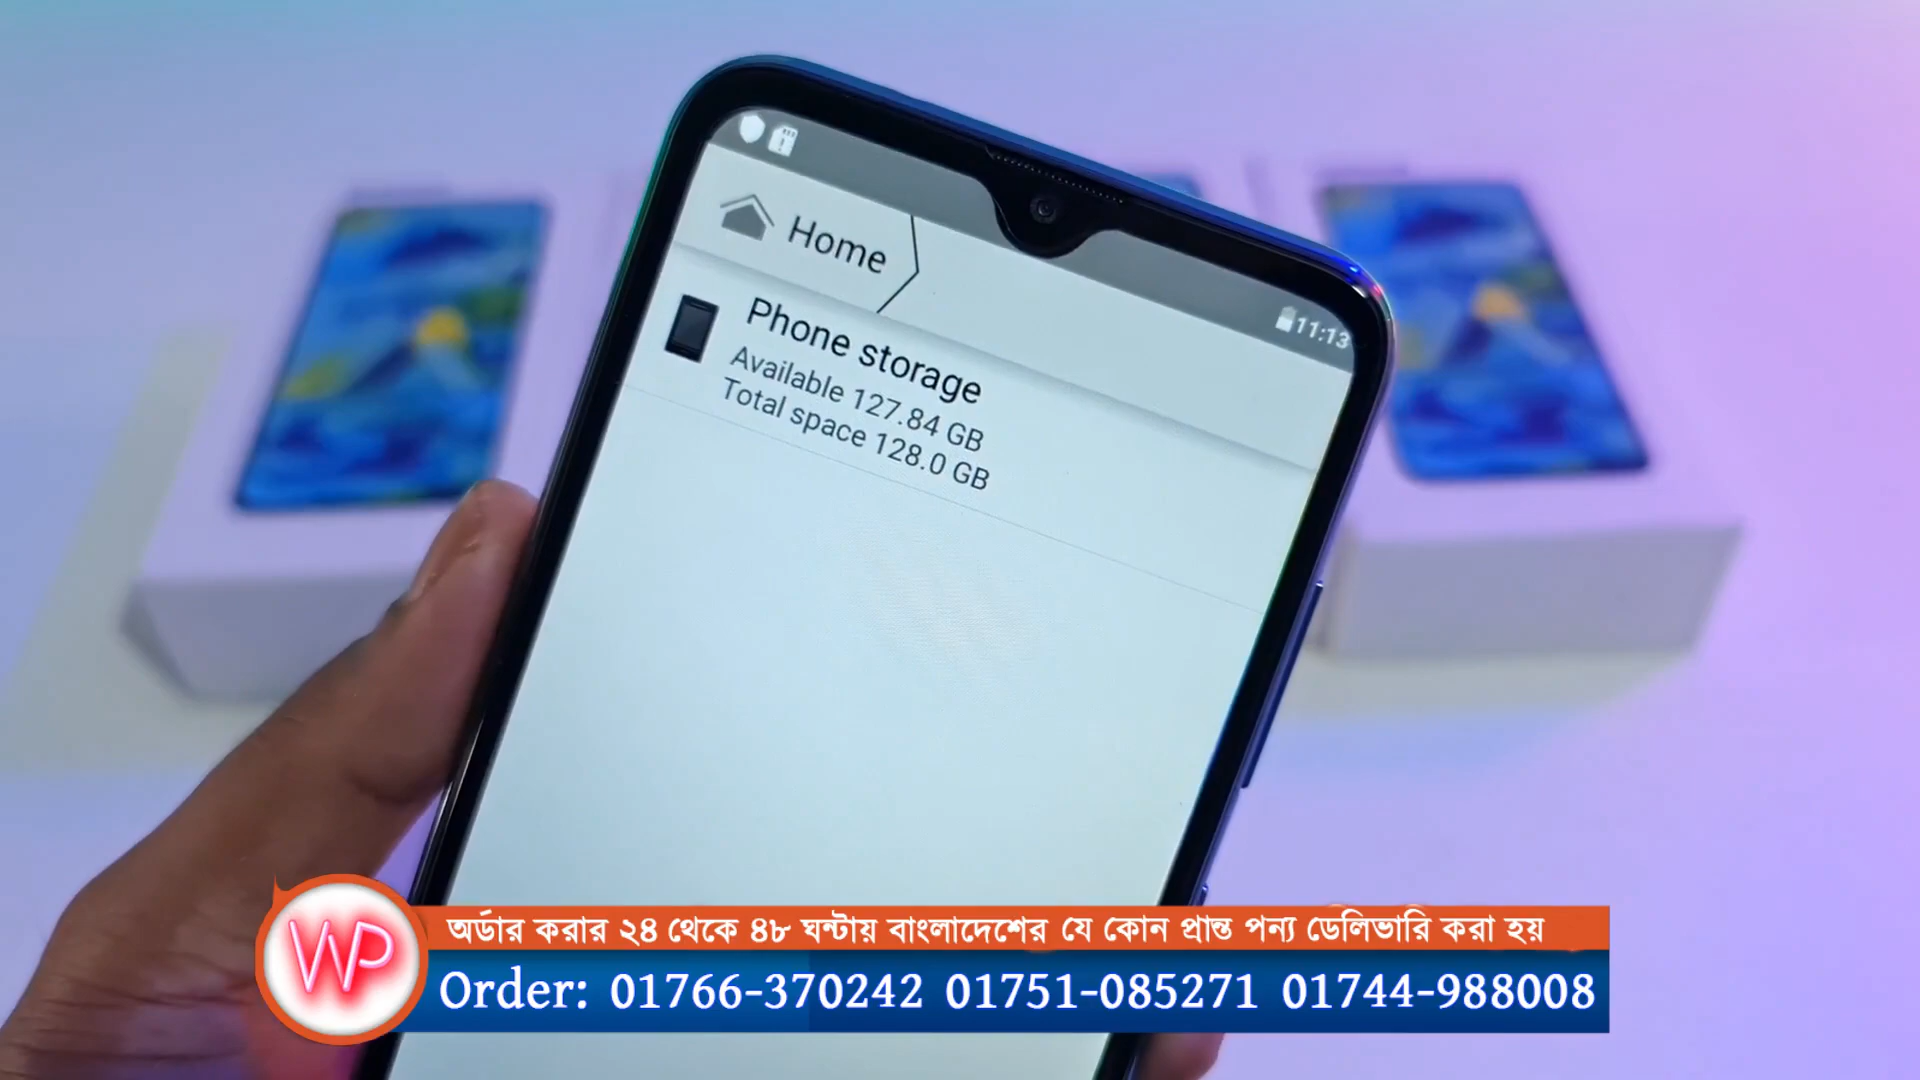 11:13
Home
Phone storage
Available 127.84 GB
Total space 128.0 GB
অর্ডার করার ২৪ থেকে ৪৮ ঘন্টায় বাংলাদেশের যে কোন প্রান্ত পন্য ডেলিভারি করা হয়
WP
Order: 01766-370242 01751-085271 01744-988008